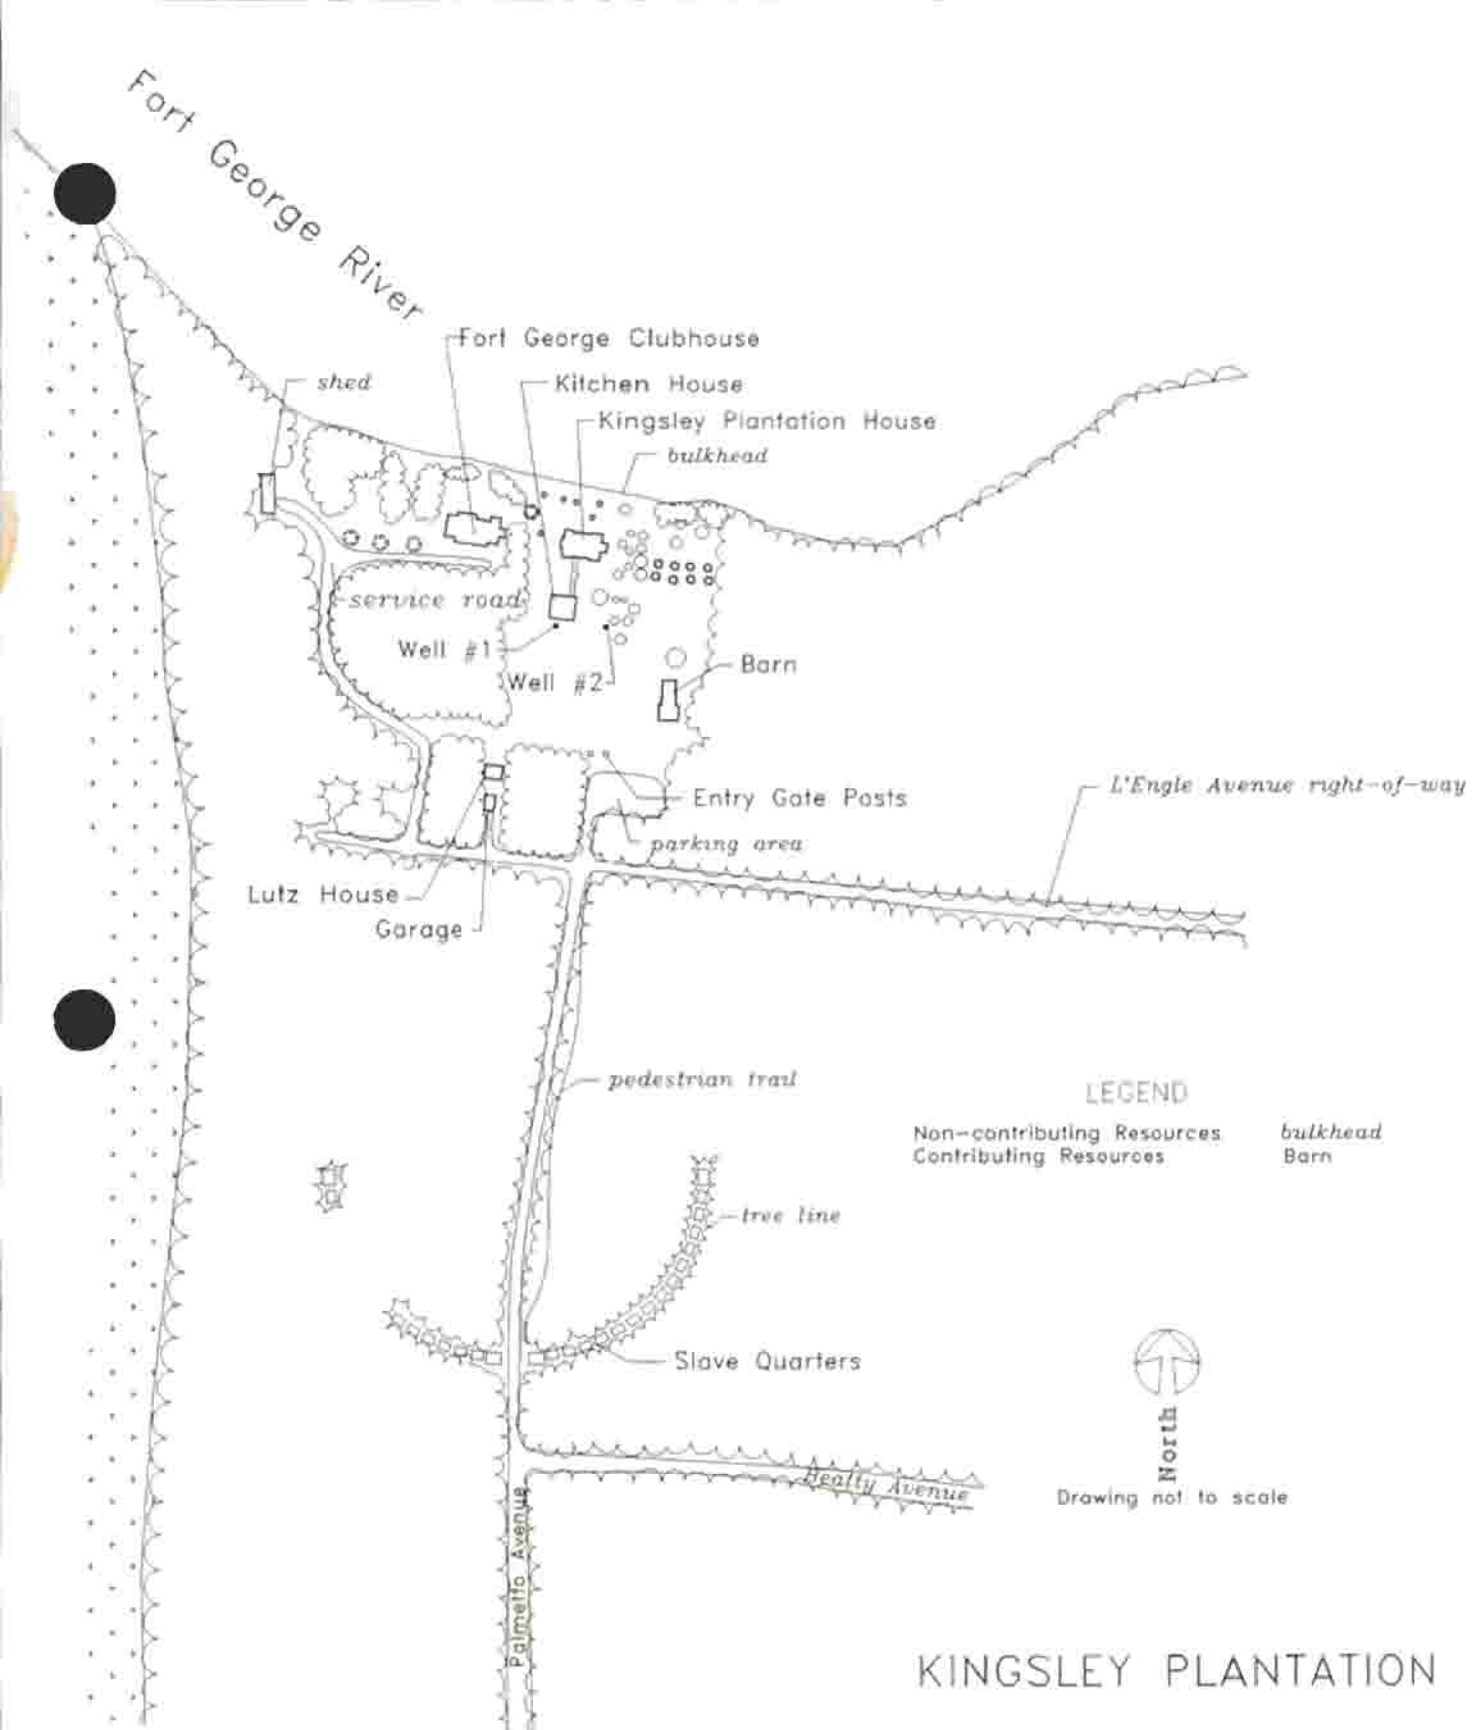 Fort George River
Fort George Clubhouse
shed
Kitchen House
Kingsley Plantation House
bulkhead
service road
Well #1
Well #2
Barn
L'Engle Avenue right-of-way
Entry Gate Posts
parking area
Lutz House
Garage
pedestrian trail
LEGEND
Non-contributing Resources bulkhead
Contributing Resources Barn
tree line
Slave Quarters
North
Heatly Avenue
Drawing not to scale
Palmetto Avenue
KINGSLEY PLANTATION